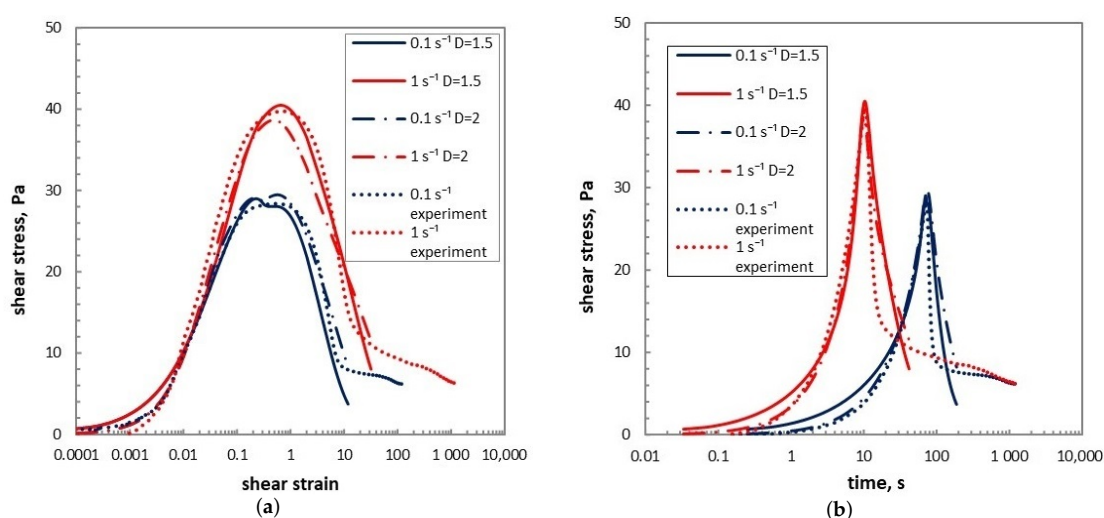 50
40
30
20
10
0
shear stress, Pa
0.1 s⁻¹ D=1.5
1 s⁻¹ D=1.5
0.1 s⁻¹ D=2
1 s⁻¹ D=2
0.1 s⁻¹
experiment
1 s⁻¹
experiment
0.0001 0.001 0.01 0.1 1 10 100 1 000 10,000
shear strain
(a)
50
40
30
20
10
0
shear stress, Pa
0.1 s⁻¹ D=1.5
1 s⁻¹ D=1.5
0.1 s⁻¹ D=2
1 s⁻¹ D=2
0.1 s⁻¹
experiment
1 s⁻¹
experiment
0.01 0.1 1 10 100 1 000 10,000
time, s
(b)